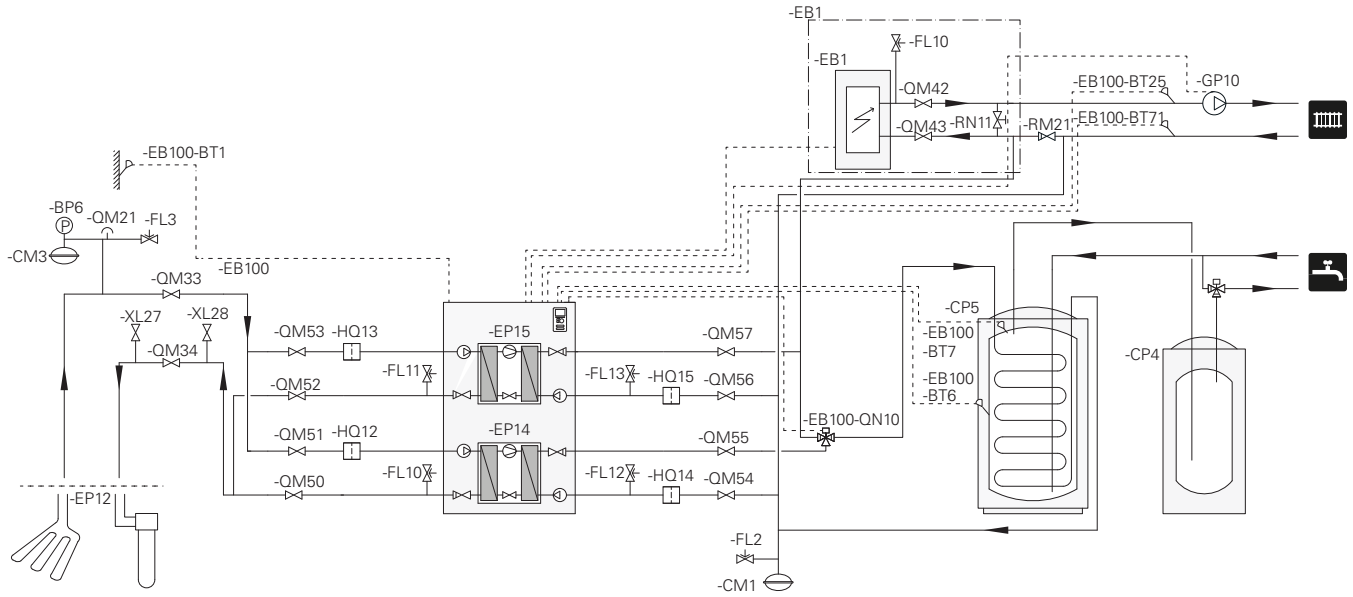 -EB1
-FL10
-EB1
-QM42
-EB100-BT25
-GP10
-RN11
-RM21
-EB100-BT71
-QM43
-EB100-BT1
-BP6
-QM21
-FL3
P
-CM3
-QM33
-EB100
-XL27
-XL28
-QM34
-QM53
-HQ13
-EP15
-QM57
-CP5
-EB100
-BT7
-CP4
-QM52
-FL11
-FL13
-HQ15
-QM56
-EB100
-BT6
-QM51
-HQ12
-EP14
-QM55
-EB100-QN10
-QM50
-FL10
-FL12
-HQ14
-QM54
-EP12
-FL2
-CM1